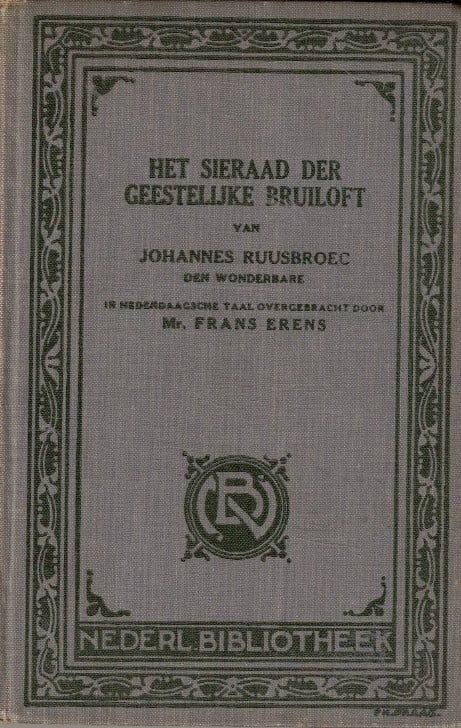 HET SIERAAD DER
GEESTELIJKE BRUILOFT
VAN
JOHANNES RUUSBROEC
DEN WONDERBARE
IN HEDENDAAGSCHE TAAL OVERGEBRACHT DOOR
Mr. FRANS ERENS
NEDERL. BIBLIOTHEEK